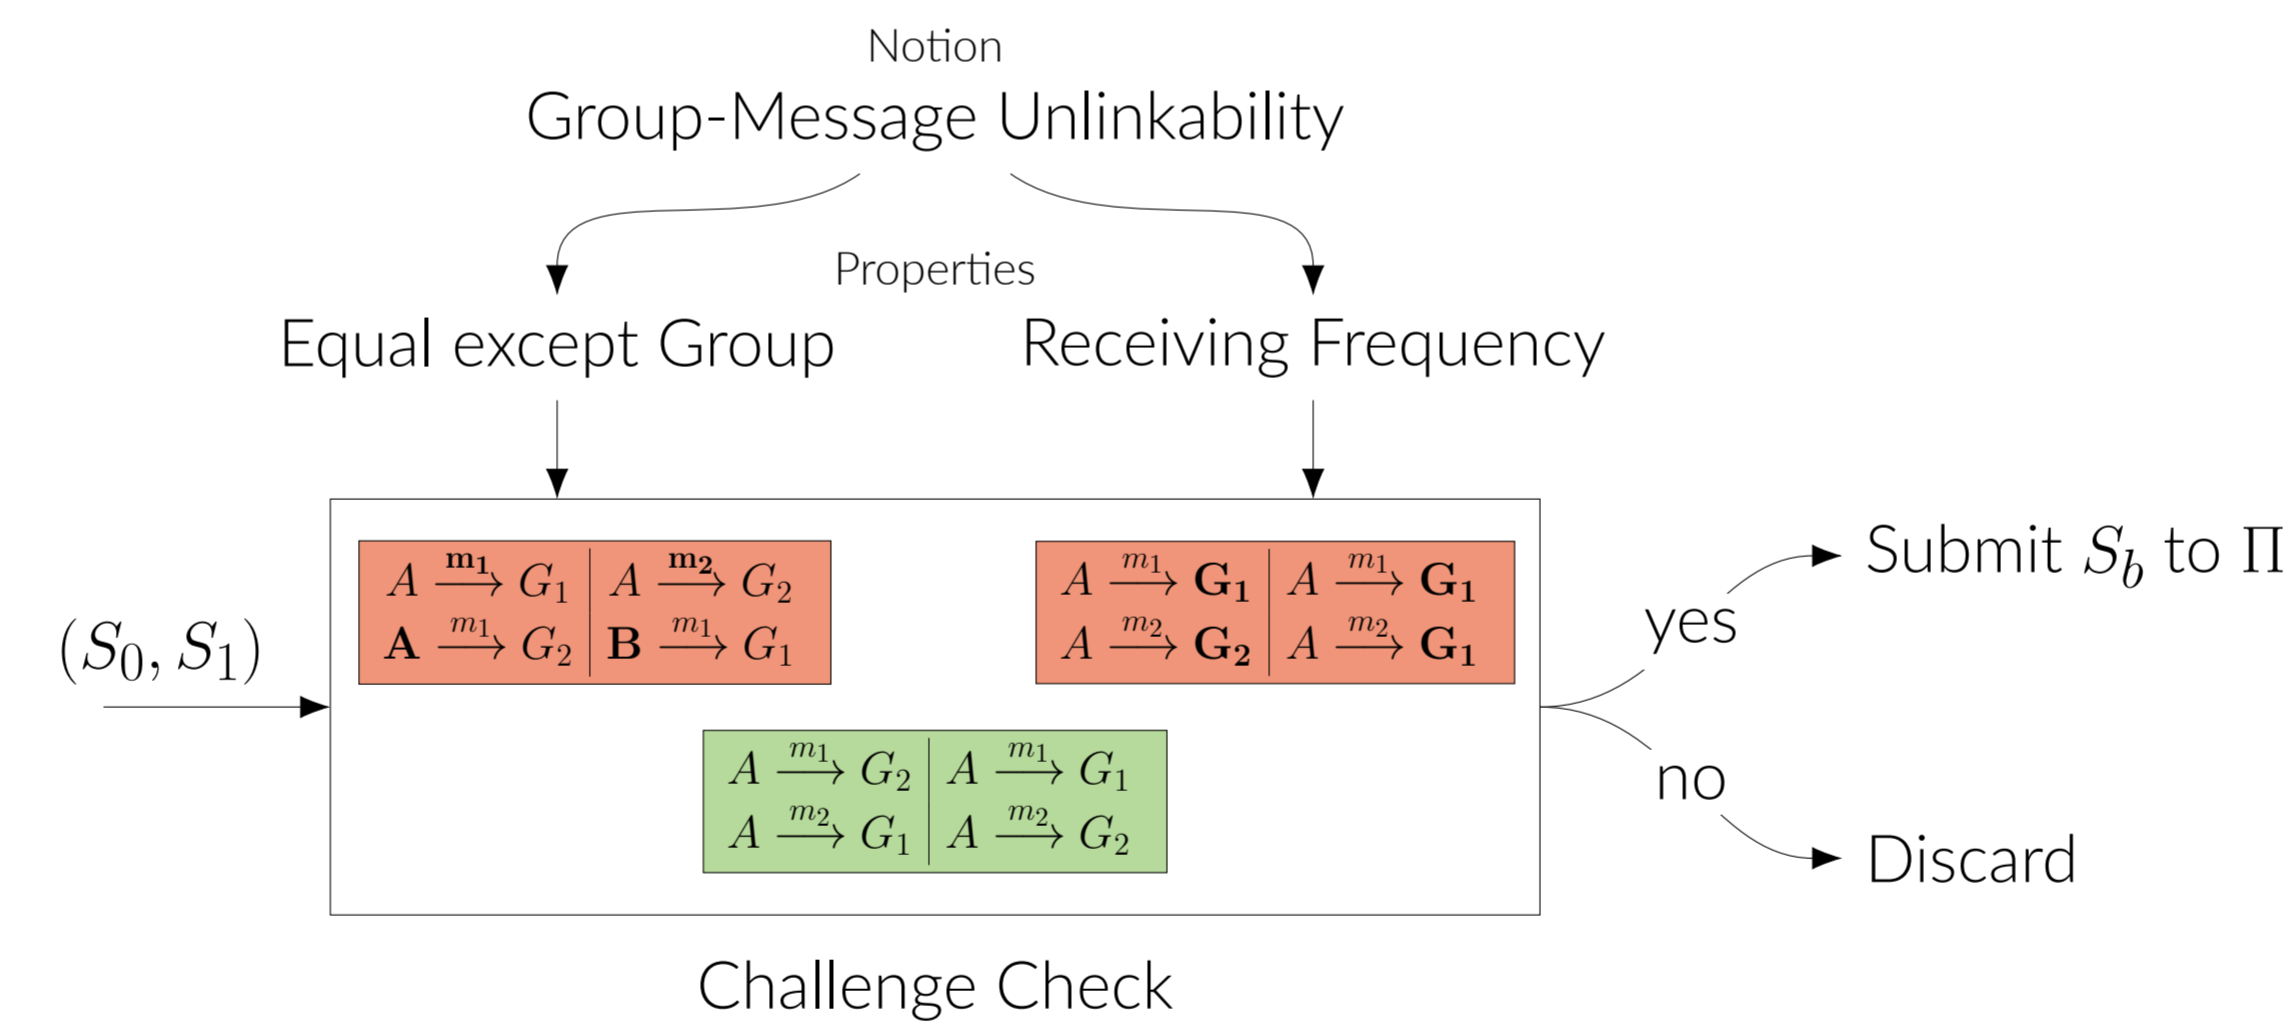 Notion
Group-Message Unlinkability
Properties
Equal except Group
Receiving Frequency
(S₀, S₁)
A m₁→ G₁ | A m₂→ G₂
A m₁→ G₂ | B m₁→ G₁
A m₁→ G₁ | A m₁→ G₁
A m₂→ G₂ | A m₂→ G₁
A m₁→ G₂ | A m₁→ G₁
A m₂→ G₁ | A m₂→ G₂
yes
Submit S_b to Π
no
Discard
Challenge Check